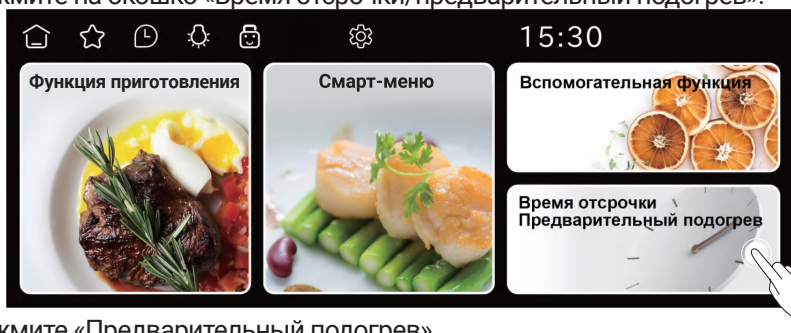 жмите на окошко «Время отсрочки/предварительный подогрев».
15:30
Функция приготовления
Смарт-меню
Вспомогательная функция
Время отсрочки
Предварительный подогрев
жмите «Предварительный подогрев»